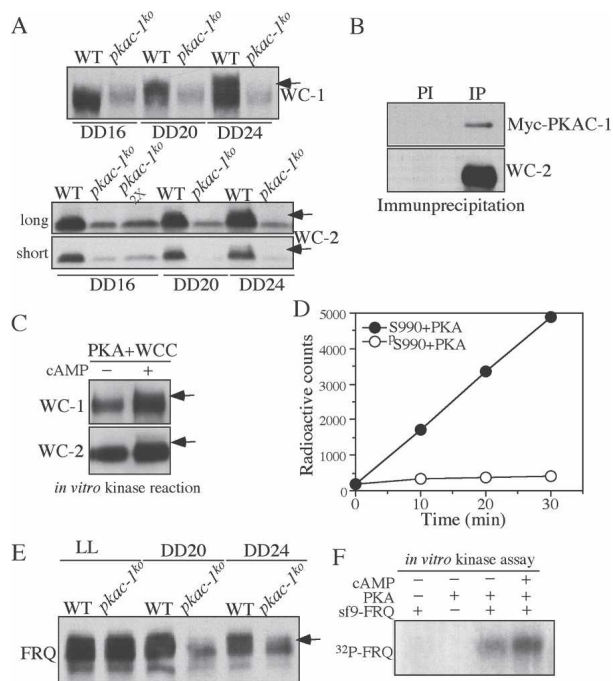 A
WT pkac-1ko WT pkac-1ko WT pkac-1ko
WC-1
DD16 DD20 DD24
WT pkac-1ko pkac-1ko 2X WT pkac-1ko WT pkac-1ko
long
WC-2
short
DD16 DD20 DD24
B
PI IP
Myc-PKAC-1
WC-2
Immunprecipitation
C
PKA+WCC
cAMP − +
WC-1
WC-2
in vitro kinase reaction
D
S990+PKA
pS990+PKA
Radioactive counts
5000
4000
3000
2000
1000
0
0 10 20 30
Time (min)
E
LL DD20 DD24
WT pkac-1ko WT pkac-1ko WT pkac-1ko
FRQ
F
in vitro kinase assay
cAMP − − − +
PKA − + + +
sf9-FRQ + − + +
32P-FRQ